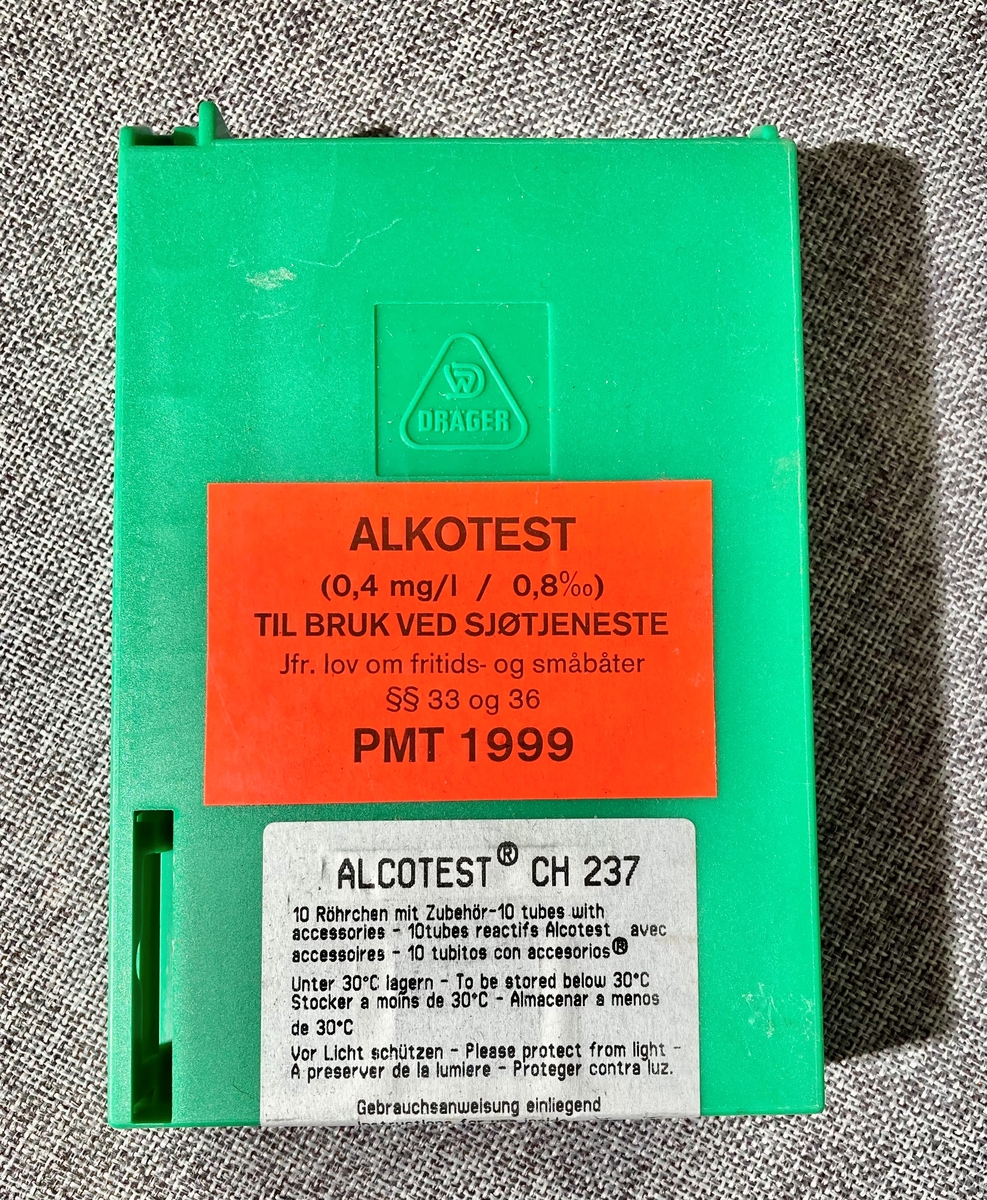 DRÄGER
ALKOTEST
(0,4 mg/l / 0,8‰)
TIL BRUK VED SJØTJENESTE
Jfr. lov om fritids- og småbåter
§§ 33 og 36
PMT 1999
ALCOTEST® CH 237
10 Röhrchen mit Zubehör-10 tubes with
accessories - 10tubes reactifs Alcotest avec
accessoires - 10 tubitos con accesorios®
Unter 30°C lagern - To be stored below 30°C
Stocker a moins de 30°C - Almacenar a menos
de 30°C
Vor Licht schützen - Please protect from light -
A preserver de la lumiere - Proteger contra luz.
Gebrauchsanweisung einliegend